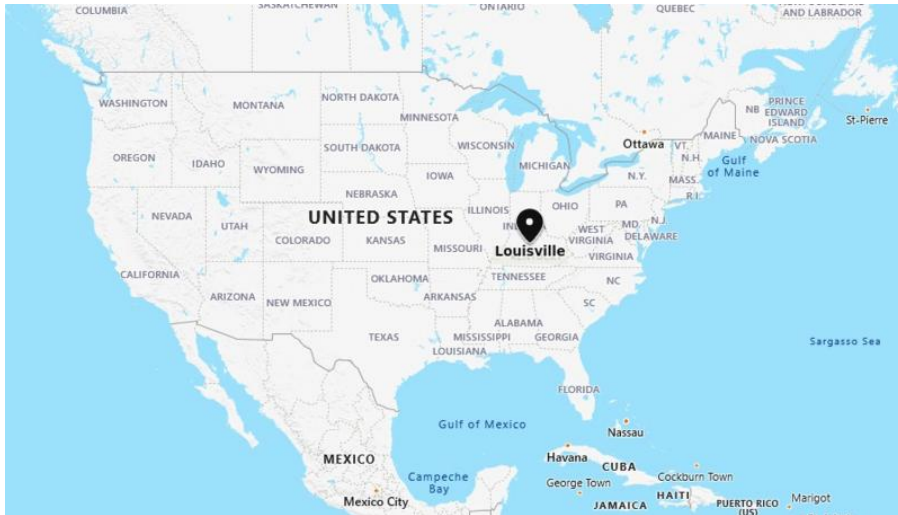 COLUMBIA
ONTARIO
QUEBEC
AND LABRADOR
WASHINGTON
MONTANA
NORTH DAKOTA
MINNESOTA
NB
PRINCE
EDWARD
ISLAND
St-Pierre
MAINE
NOVA SCOTIA
Ottawa
VT.
N.H.
Gulf
of Maine
OREGON
IDAHO
WYOMING
SOUTH DAKOTA
WISCONSIN
MICHIGAN
N.Y.
MASS.
R.I.
IOWA
NEBRASKA
ILLINOIS
OHIO
PA
N.J.
NEVADA
UTAH
COLORADO
UNITED STATES
KANSAS
MISSOURI
WEST
VIRGINIA
MD.
DELAWARE
VIRGINIA
Louisville
CALIFORNIA
ARIZONA
NEW MEXICO
OKLAHOMA
ARKANSAS
TENNESSEE
NC
SC
TEXAS
MISSISSIPPI
ALABAMA
GEORGIA
LOUISIANA
Sargasso Sea
FLORIDA
Gulf of Mexico
Nassau
MEXICO
Havana
CUBA
Campeche
Bay
Cockburn Town
George Town
Mexico City
JAMAICA
HAITI
PUERTO RICO
(US)
Marigot